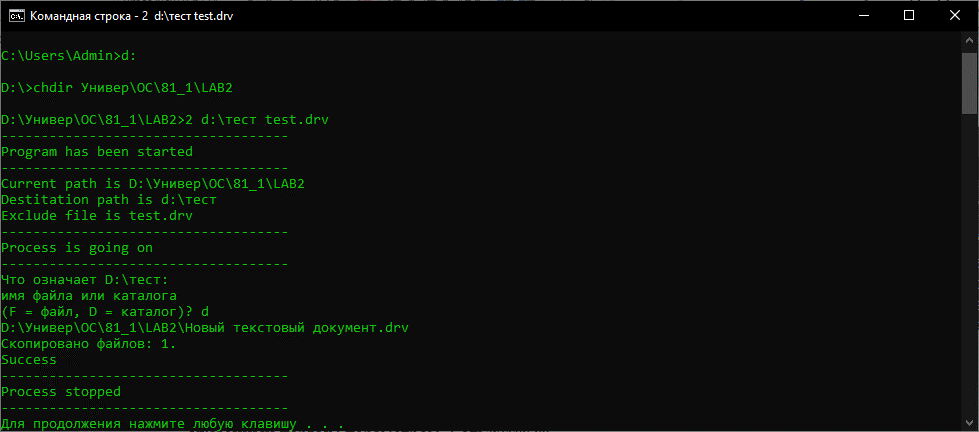 Командная строка - 2 d:\тест test.drv
C:\Users\Admin>d:
D:\>chdir Универ\ОС\81_1\LAB2
D:\Универ\ОС\81_1\LAB2>2 d:\тест test.drv
------------------------------------
Program has been started
------------------------------------
Current path is D:\Универ\ОС\81_1\LAB2
Destitation path is d:\тест
Exclude file is test.drv
------------------------------------
Process is going on
------------------------------------
Что означает D:\тест:
имя файла или каталога
(F = файл, D = каталог)? d
D:\Универ\ОС\81_1\LAB2\Новый текстовый документ.drv
Скопировано файлов: 1.
Success
------------------------------------
Process stopped
------------------------------------
Для продолжения нажмите любую клавишу . . .